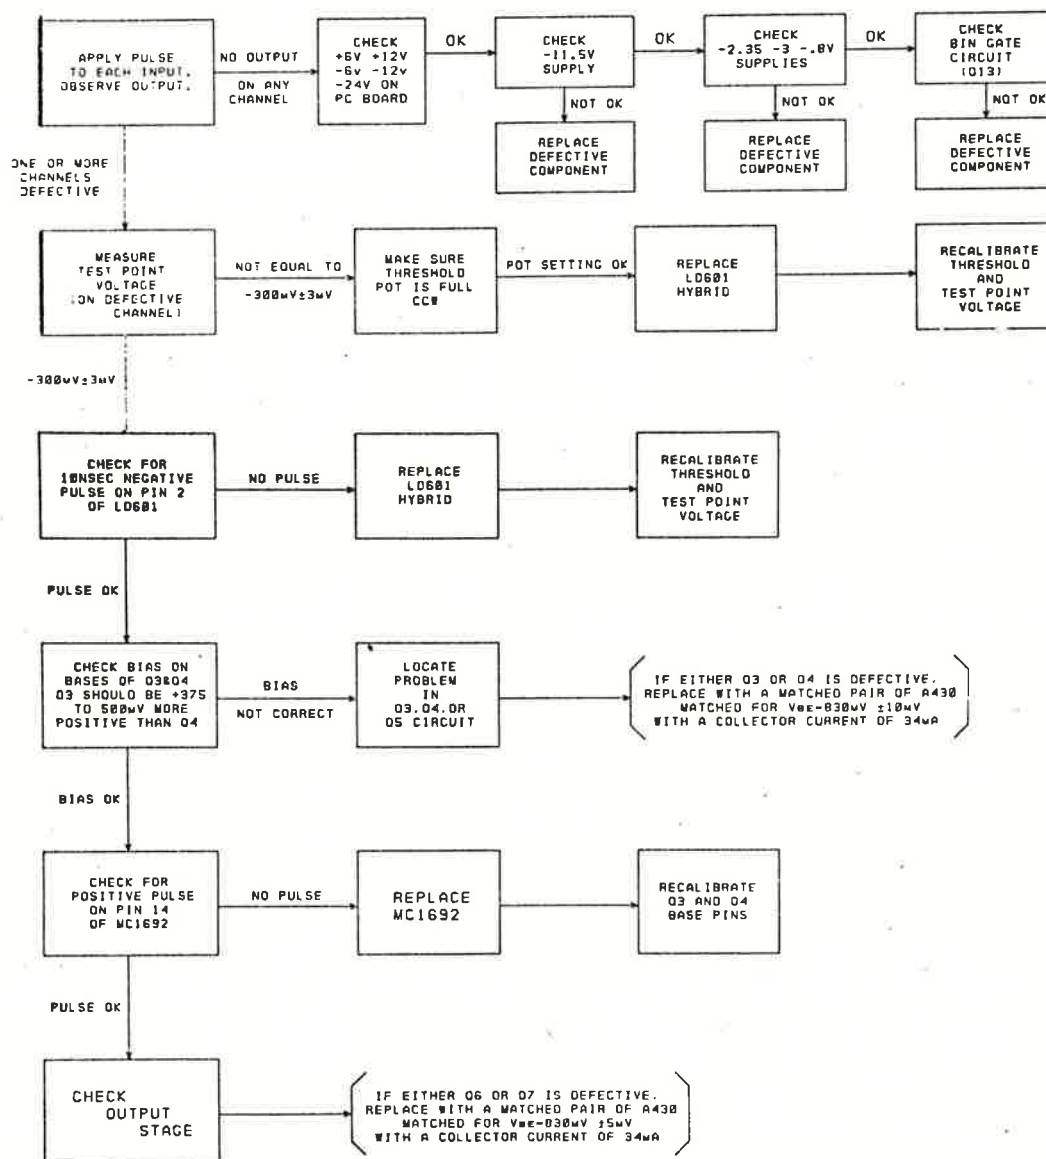 APPLY PULSE
TO EACH INPUT.
OBSERVE OUTPUT.
NO OUTPUT
ON ANY
CHANNEL
CHECK
+6V +12V
-6V -12V
-24V ON
PC BOARD
OK
CHECK
-11.5V
SUPPLY
OK
CHECK
-2.35 -3 -.8V
SUPPLIES
OK
CHECK
BIN GATE
CIRCUIT
(Q13)
NOT OK
NOT OK
NOT OK
REPLACE
DEFECTIVE
COMPONENT
REPLACE
DEFECTIVE
COMPONENT
REPLACE
DEFECTIVE
COMPONENT
ONE OR MORE
CHANNELS
DEFECTIVE
MEASURE
TEST POINT
VOLTAGE
(ON DEFECTIVE
CHANNEL)
NOT EQUAL TO
-300mV±3mV
MAKE SURE
THRESHOLD
POT IS FULL
CCW
POT SETTING OK
REPLACE
LD601
HYBRID
RECALIBRATE
THRESHOLD
AND
TEST POINT
VOLTAGE
-300mV±3mV
CHECK FOR
10NSEC NEGATIVE
PULSE ON PIN 2
OF LD601
NO PULSE
REPLACE
LD601
HYBRID
RECALIBRATE
THRESHOLD
AND
TEST POINT
VOLTAGE
PULSE OK
CHECK BIAS ON
BASES OF Q3&Q4
Q3 SHOULD BE +375
TO 500mV MORE
POSITIVE THAN Q4
BIAS
NOT CORRECT
LOCATE
PROBLEM
IN
Q3.Q4.OR
Q5 CIRCUIT
IF EITHER Q3 OR Q4 IS DEFECTIVE.
REPLACE WITH A MATCHED PAIR OF A430
MATCHED FOR VBE-830mV ±10mV
WITH A COLLECTOR CURRENT OF 34mA
BIAS OK
CHECK FOR
POSITIVE PULSE
ON PIN 14
OF MC1692
NO PULSE
REPLACE
MC1692
RECALIBRATE
Q3 AND Q4
BASE PINS
PULSE OK
CHECK
OUTPUT
STAGE
IF EITHER Q6 OR Q7 IS DEFECTIVE.
REPLACE WITH A MATCHED PAIR OF A430
MATCHED FOR VBE-830mV ±5mV
WITH A COLLECTOR CURRENT OF 34mA